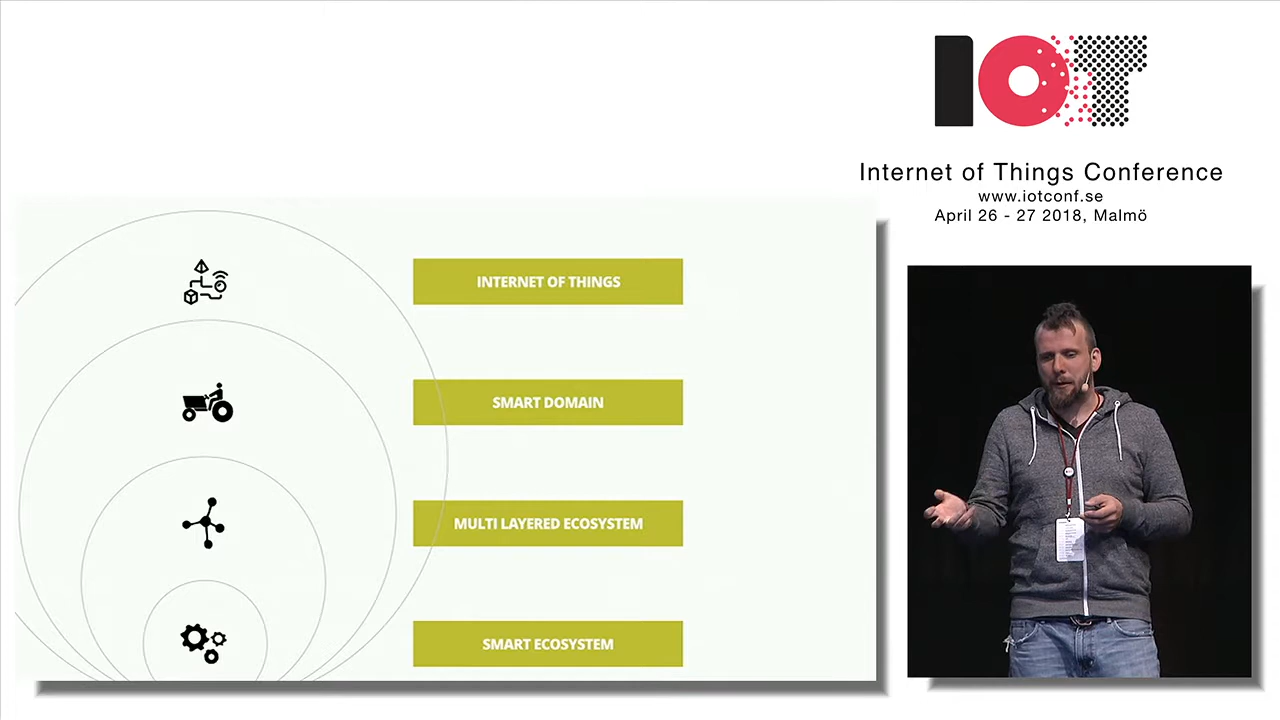 IOT
Internet of Things Conference
www.iotconf.se
April 26 - 27 2018, Malmö
INTERNET OF THINGS
SMART DOMAIN
MULTI LAYERED ECOSYSTEM
SMART ECOSYSTEM